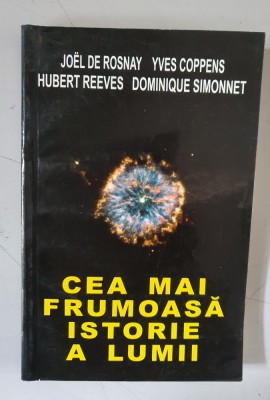 JOËL DE ROSNAY YVES COPPENS
HUBERT REEVES DOMINIQUE SIMONNET
CEA MAI
FRUMOASĂ
ISTORIE
A LUMII